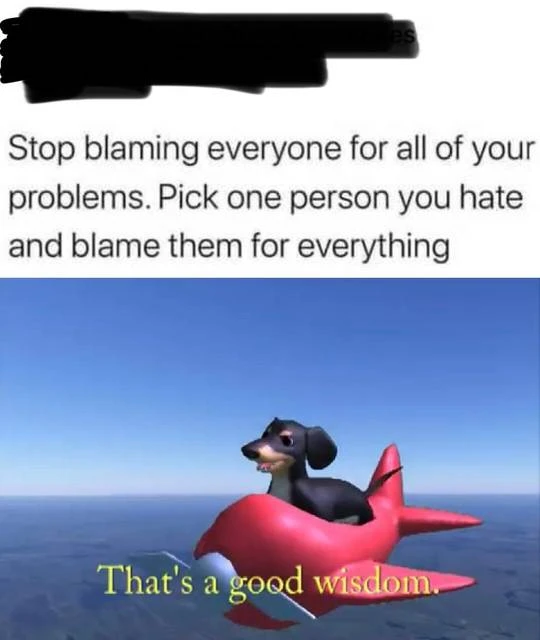 es
Stop blaming everyone for all of your
problems. Pick one person you hate
and blame them for everything
That's a good wisdom.